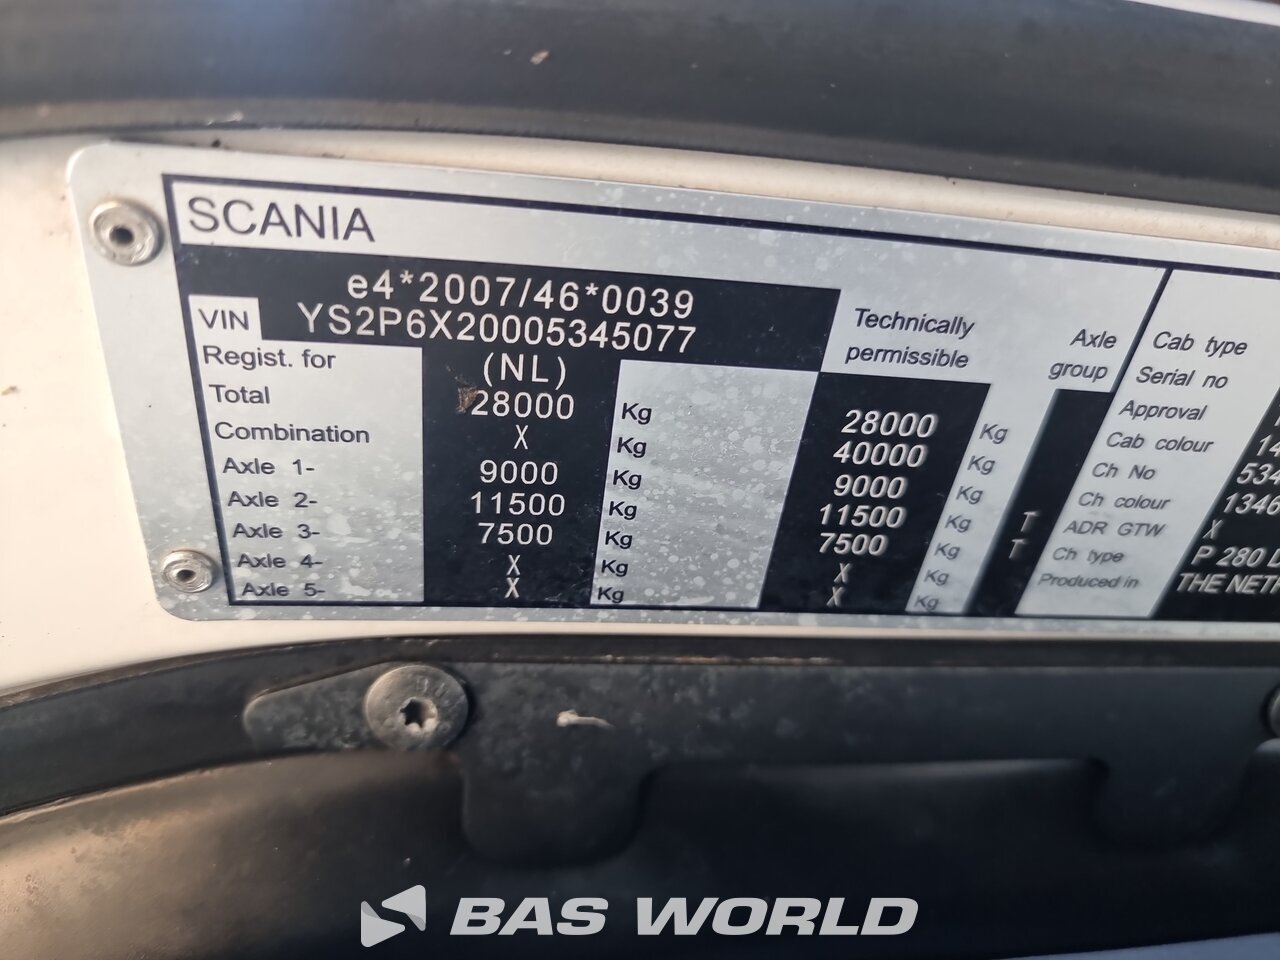 SCANIA
e4*2007/46*0039
VIN YS2P6X20005345077
Regist. for (NL)
Total 28000 Kg 28000 Kg
Combination X Kg 40000 Kg
Axle 1- 9000 Kg 9000 Kg
Axle 2- 11500 Kg 11500 Kg T
Axle 3- 7500 Kg 7500 Kg T
Axle 4- X Kg X Kg
Axle 5- X Kg X Kg
Technically
permissible
Axle
group
Cab type
Serial no
Approval
Cab colour 14
Ch No 534
Ch colour 1346
ADR GTW X
Ch type P 280
Produced in THE
BAS WORLD